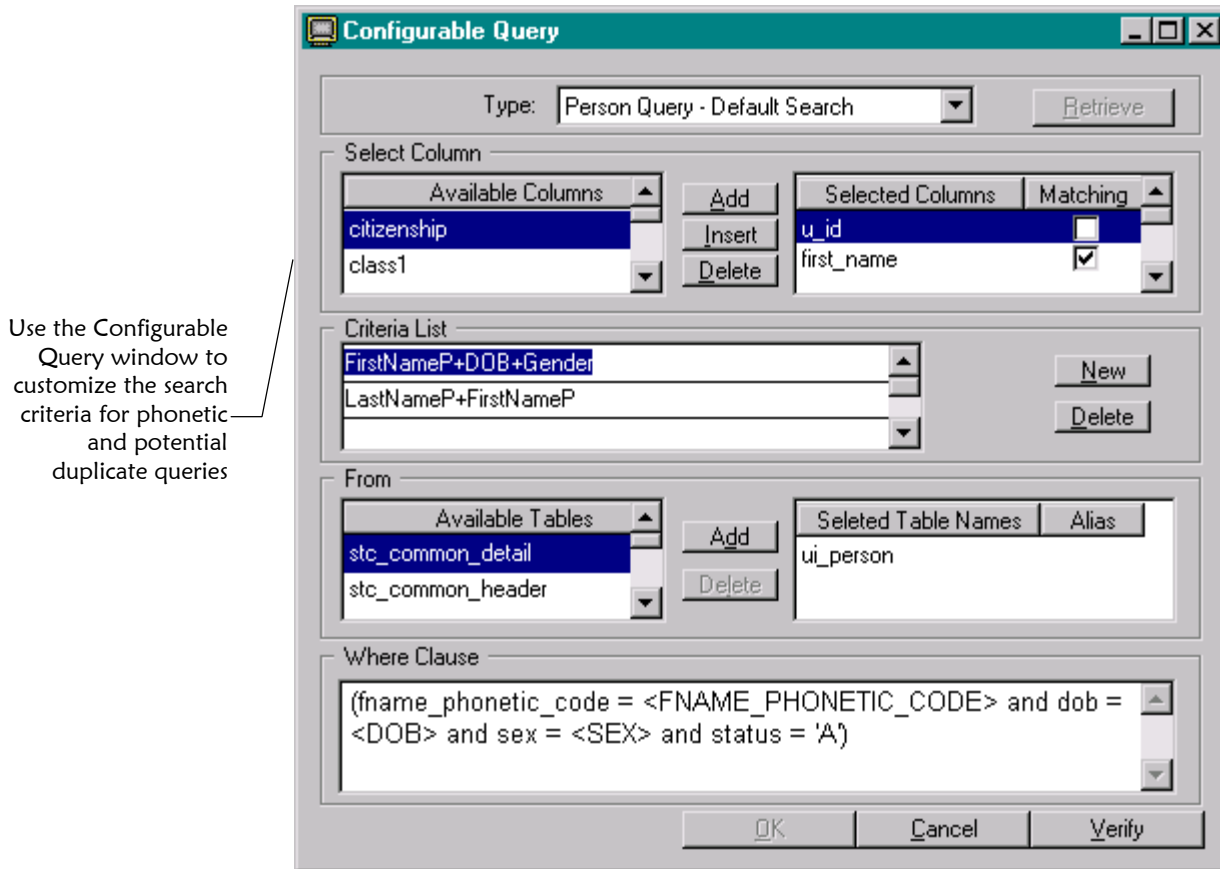 Configurable Query
Type: Person Query - Default Search Retrieve
Select Column
Available Columns
citizenship
class1
Add
Insert
Delete
Selected Columns Matching
u_id
first_name
Use the Configurable
Query window to
customize the search
criteria for phonetic
and potential
duplicate queries
Criteria List
FirstNameP+DOB+Gender
LastNameP+FirstNameP
New
Delete
From
Available Tables
stc_common_detail
stc_common_header
Add
Delete
Seleted Table Names Alias
ui_person
Where Clause
(fname_phonetic_code = <FNAME_PHONETIC_CODE> and dob =
<DOB> and sex = <SEX> and status = 'A')
OK Cancel Verify